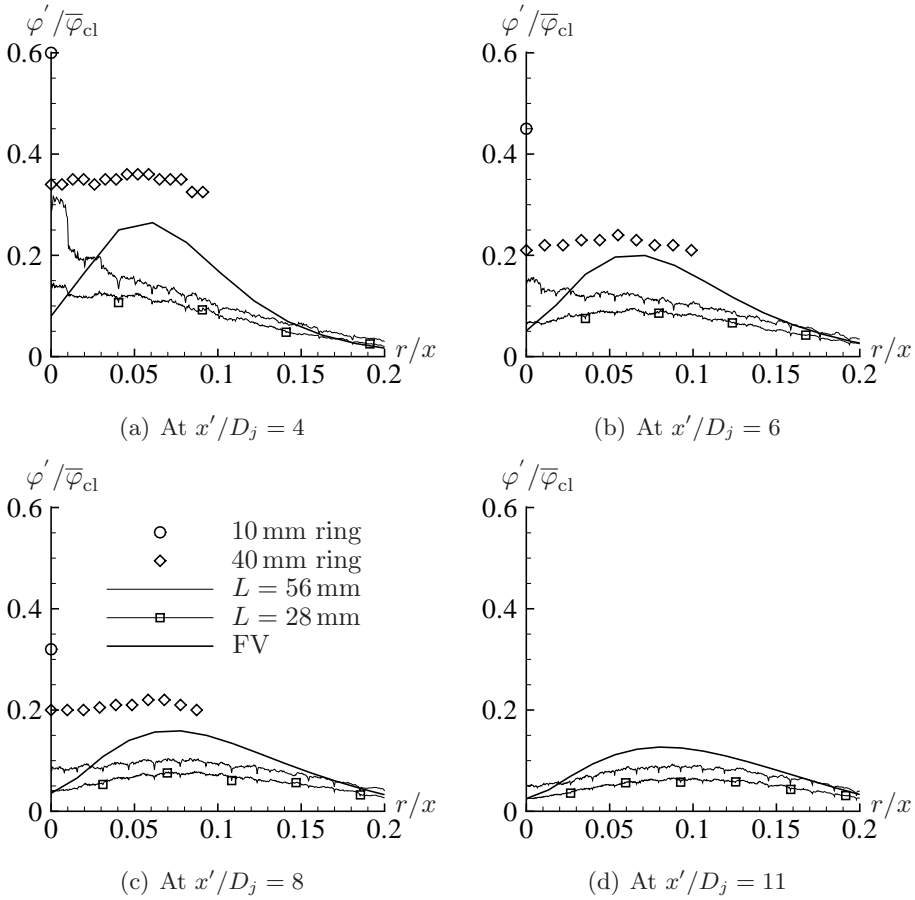 φ′/φ̅cl φ′/φ̅cl
0.6 0.6
0.4 0.4
0.2 0.2
0 0
r/x r/x
0 0.05 0.1 0.15 0.2 0 0.05 0.1 0.15 0.2
(a) At x′/Dj = 4 (b) At x′/Dj = 6
φ′/φ̅cl φ′/φ̅cl
0.6 0.6
10 mm ring
40 mm ring
L = 56 mm
L = 28 mm
FV
0.4 0.4
0.2 0.2
0 0
r/x r/x
0 0.05 0.1 0.15 0.2 0 0.05 0.1 0.15 0.2
(c) At x′/Dj = 8 (d) At x′/Dj = 11